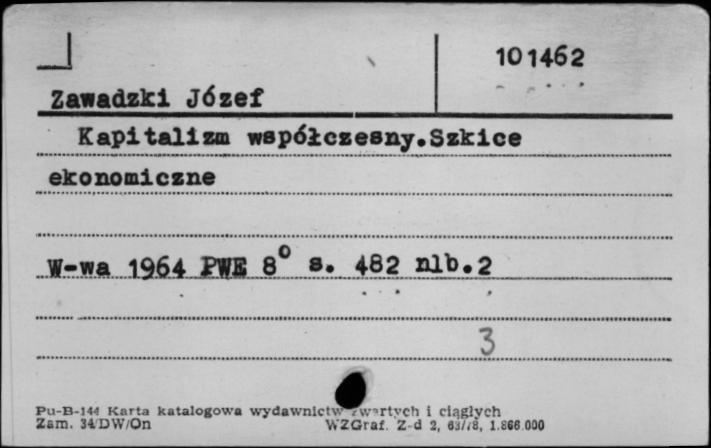 101462
Zawadzki Józef
Kapitalizm współczesny.Szkice
ekonomiczne
W-wa 1964 PWE 8° s. 482 nlb.2
3
Pu-B-144 Karta katalogowa wydawnictw zwartych i ciągłych
Zam. 34/DW/On WZGraf. Z-d 2, 63/78, 1.866.000